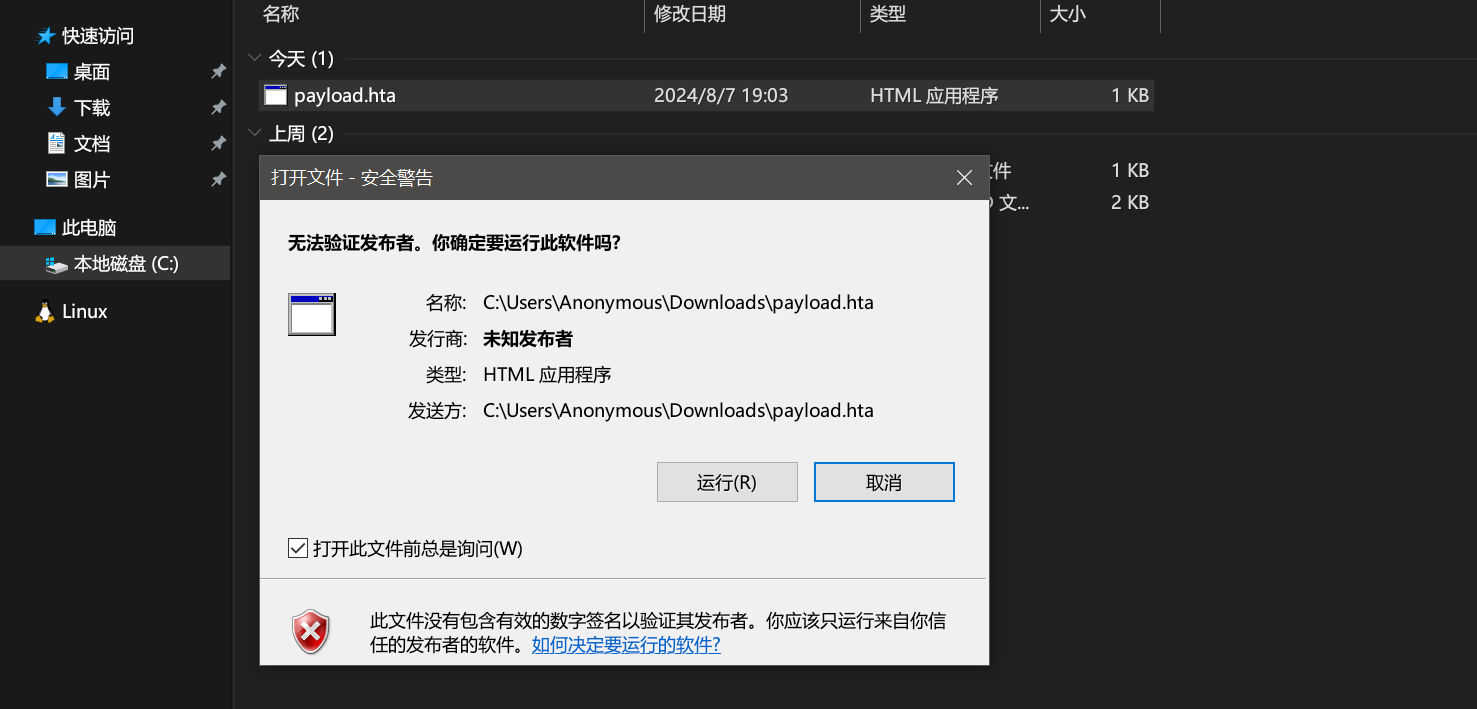 名称 修改日期 类型 大小
快速访问
桌面
下载
文档
图片
此电脑
本地磁盘 (C:)
Linux
今天 (1)
payload.hta 2024/8/7 19:03 HTML 应用程序 1 KB
上周 (2)
件 1 KB
文... 2 KB
打开文件 - 安全警告
无法验证发布者。你确定要运行此软件吗?
名称: C:\Users\Anonymous\Downloads\payload.hta
发行商: 未知发布者
类型: HTML 应用程序
发送方: C:\Users\Anonymous\Downloads\payload.hta
运行(R) 取消
打开此文件前总是询问(W)
此文件没有包含有效的数字签名以验证其发布者。你应该只运行来自你信
任的发布者的软件。如何决定要运行的软件?